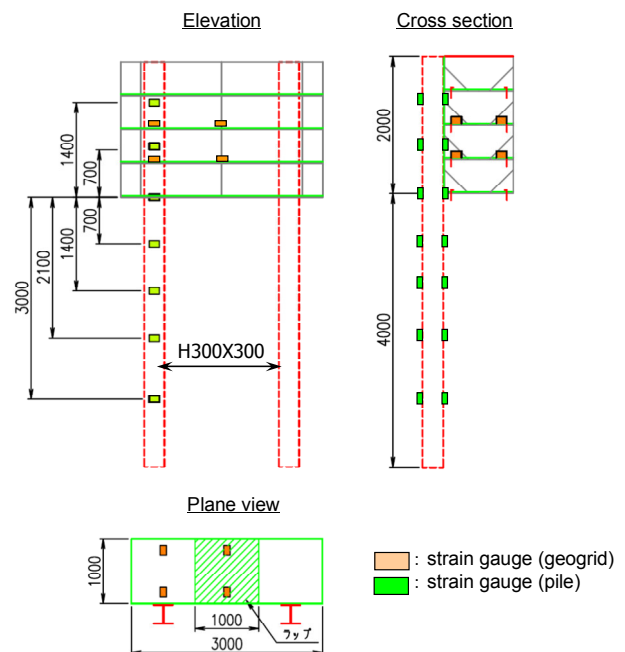 Elevation
Cross section
1400
700
700
1400
2100
3000
H300X300
2000
4000
Plane view
1000
1000
3000
ラップ
: strain gauge (geogrid)
: strain gauge (pile)